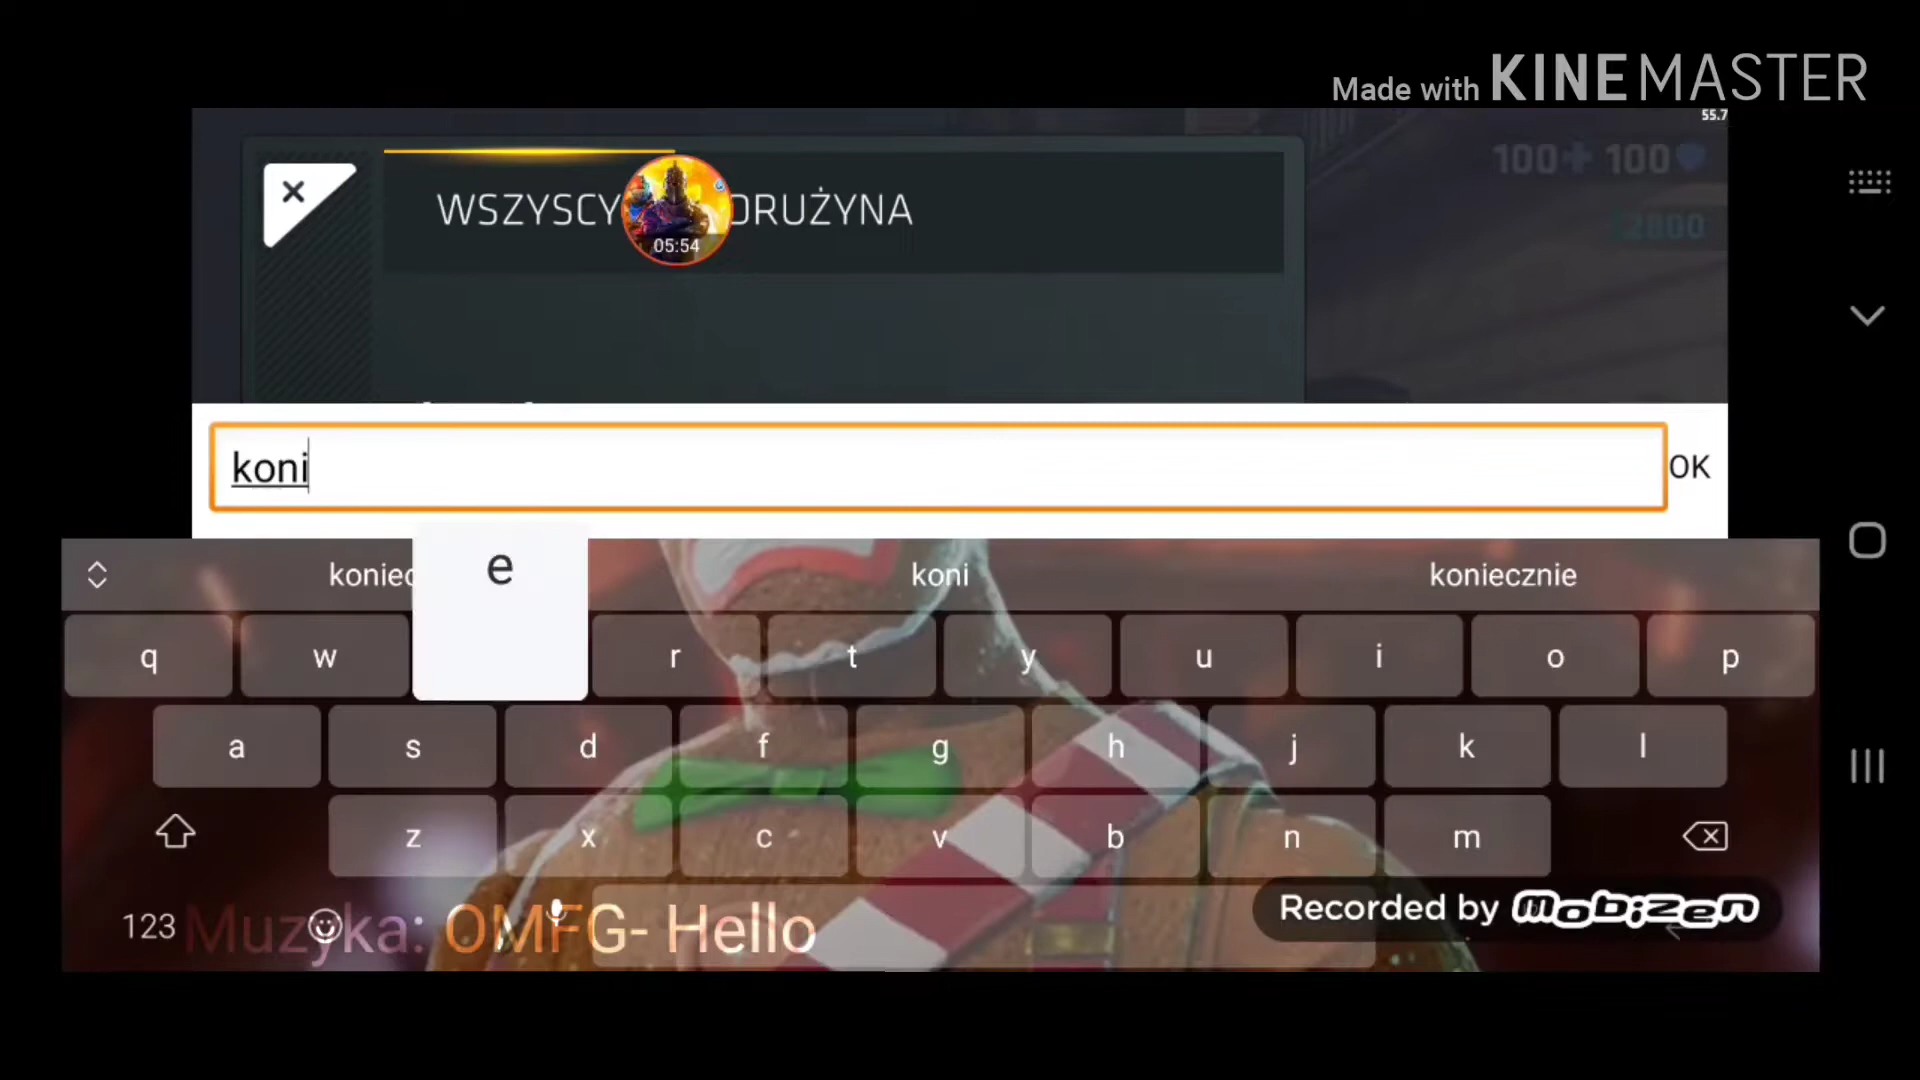 Made with KINEMASTER
55.7
100 100
2800
WSZYSCY DRUŻYNA
05:54
koni
OK
e
koniec koni koniecznie
q w r t y u i o p
a s d f g h j k l
z x c v b n m
123
Muzyka: OMFG- Hello
Recorded by mobizen